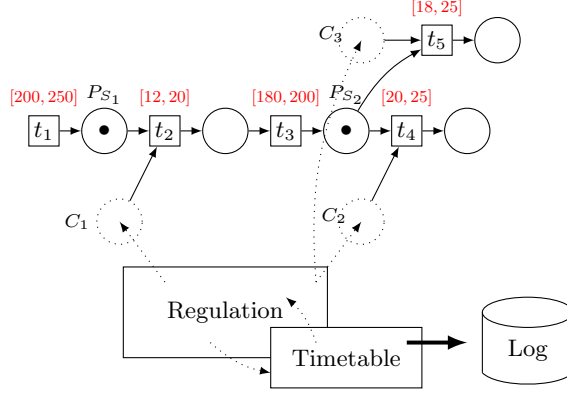 [18, 25]
C3
t5
[200, 250]
PS1
[12, 20]
[180, 200]
PS2
[20, 25]
t1
t2
t3
t4
C1
C2
Regulation
Timetable
Log